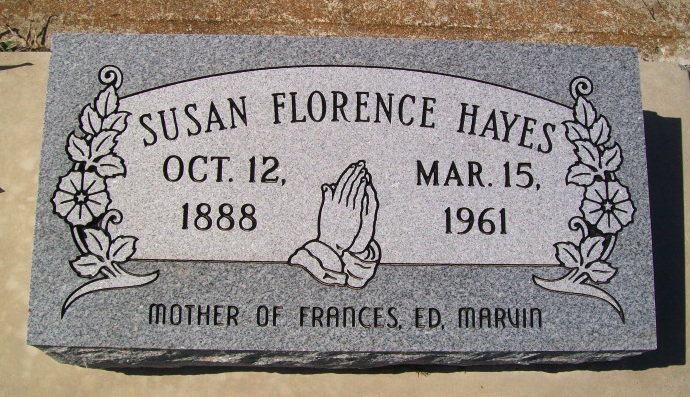 SUSAN FLORENCE HAYES
OCT. 12, MAR. 15,
1888 1961
MOTHER OF FRANCES, ED, MARVIN